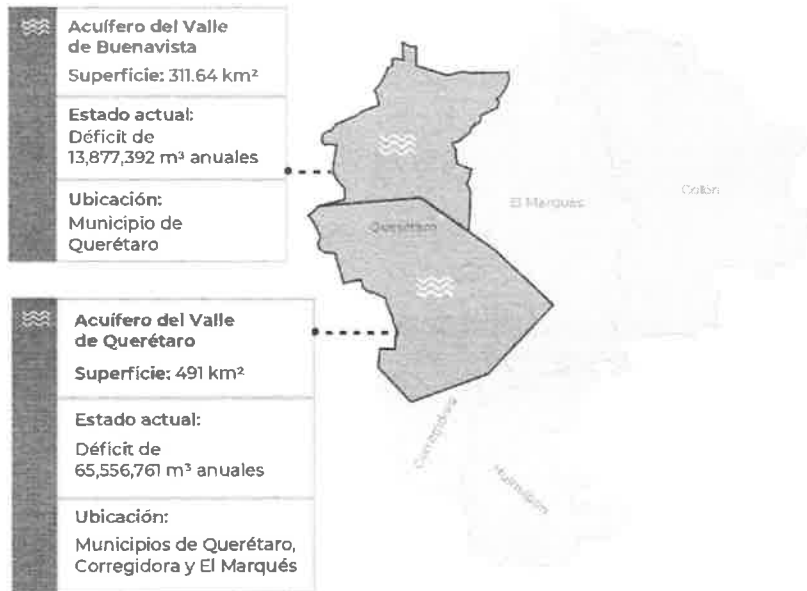 Acuífero del Valle
de Buenavista
Superficie: 311.64 km²
Estado actual:
Déficit de
13,877,392 m³ anuales
Ubicación:
Municipio de
Querétaro
Acuífero del Valle
de Querétaro
Superficie: 491 km²
Estado actual:
Déficit de
65,556,761 m³ anuales
Ubicación:
Municipios de Querétaro,
Corregidora y El Marqués
Querétaro
El Marqués
Colón
Corregidora
Huimilpan